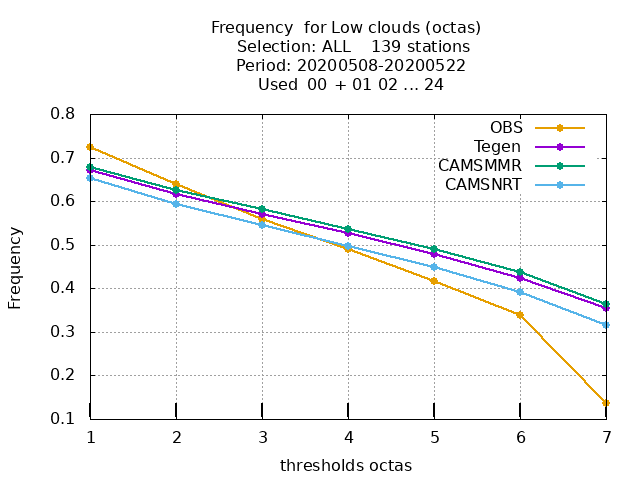 Frequency  for Low clouds (octas)
Selection: ALL    139 stations
Period: 20200508-20200522
Used  00  + 01 02 ... 24
OBS
Tegen
CAMSMMR
CAMSNRT
Frequency
0.8
0.7
0.6
0.5
0.4
0.3
0.2
0.1
1 2 3 4 5 6 7
thresholds octas